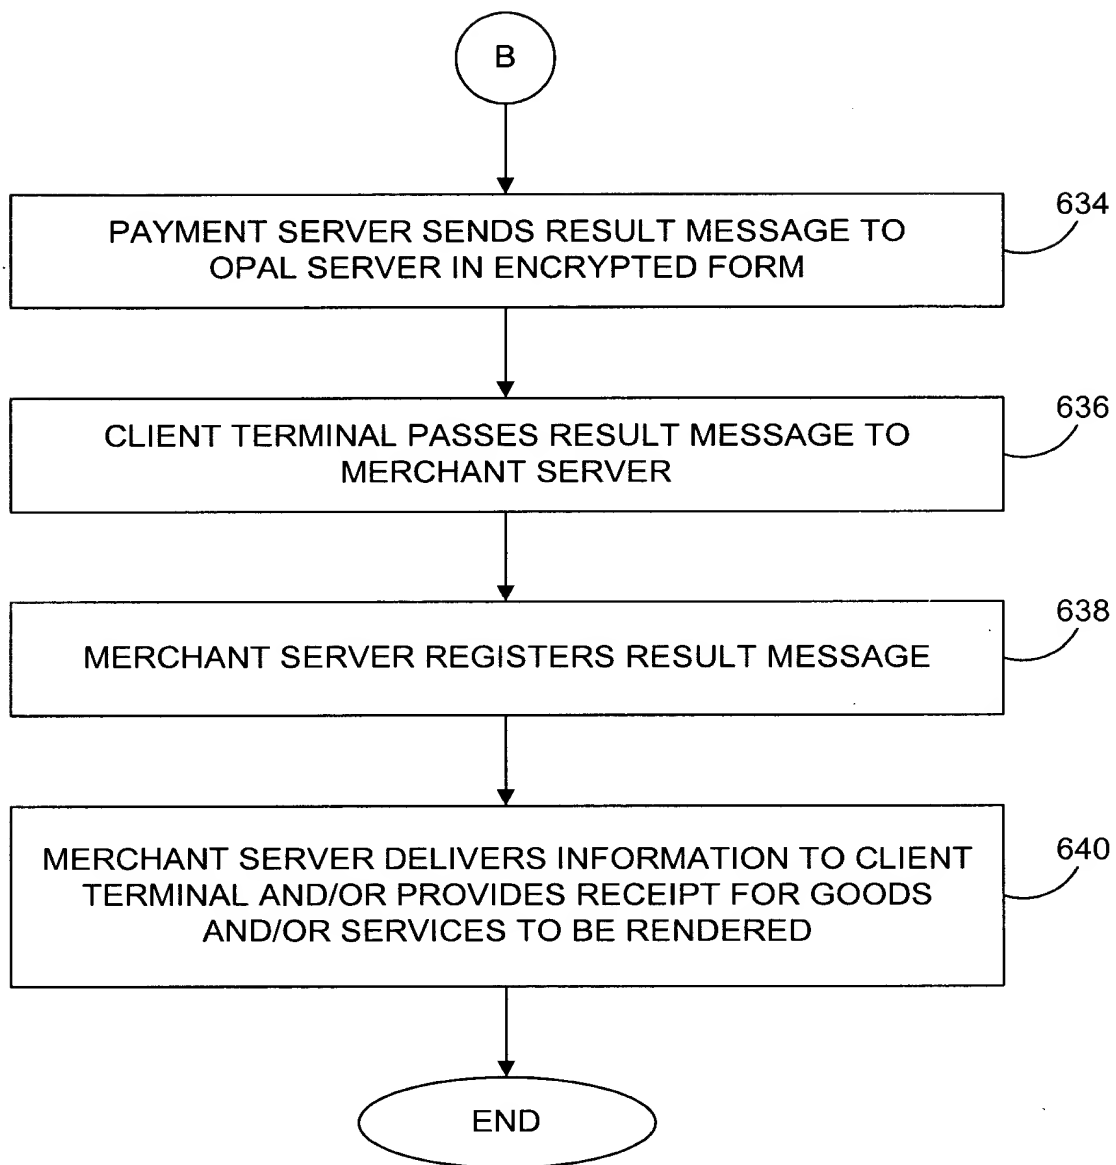 B
634
PAYMENT SERVER SENDS RESULT MESSAGE TO
OPAL SERVER IN ENCRYPTED FORM
636
CLIENT TERMINAL PASSES RESULT MESSAGE TO
MERCHANT SERVER
638
MERCHANT SERVER REGISTERS RESULT MESSAGE
640
MERCHANT SERVER DELIVERS INFORMATION TO CLIENT
TERMINAL AND/OR PROVIDES RECEIPT FOR GOODS
AND/OR SERVICES TO BE RENDERED
END